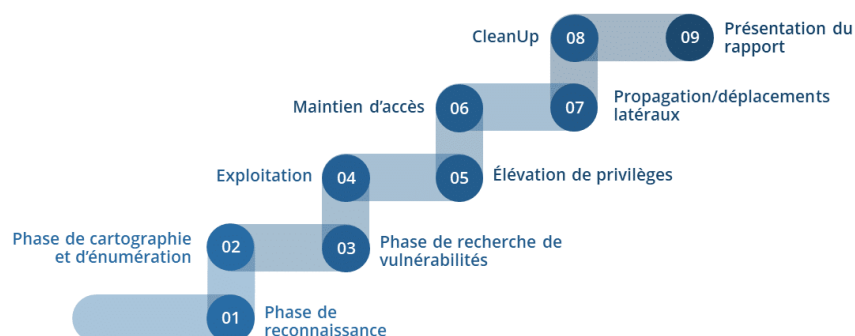 CleanUp
08
09
Présentation du
rapport
Maintien d'accès
06
07
Propagation/déplacements
latéraux
Exploitation
04
05
Élévation de privilèges
Phase de cartographie
et d'énumération
02
03
Phase de recherche de
vulnérabilités
01
Phase de
reconnaissance